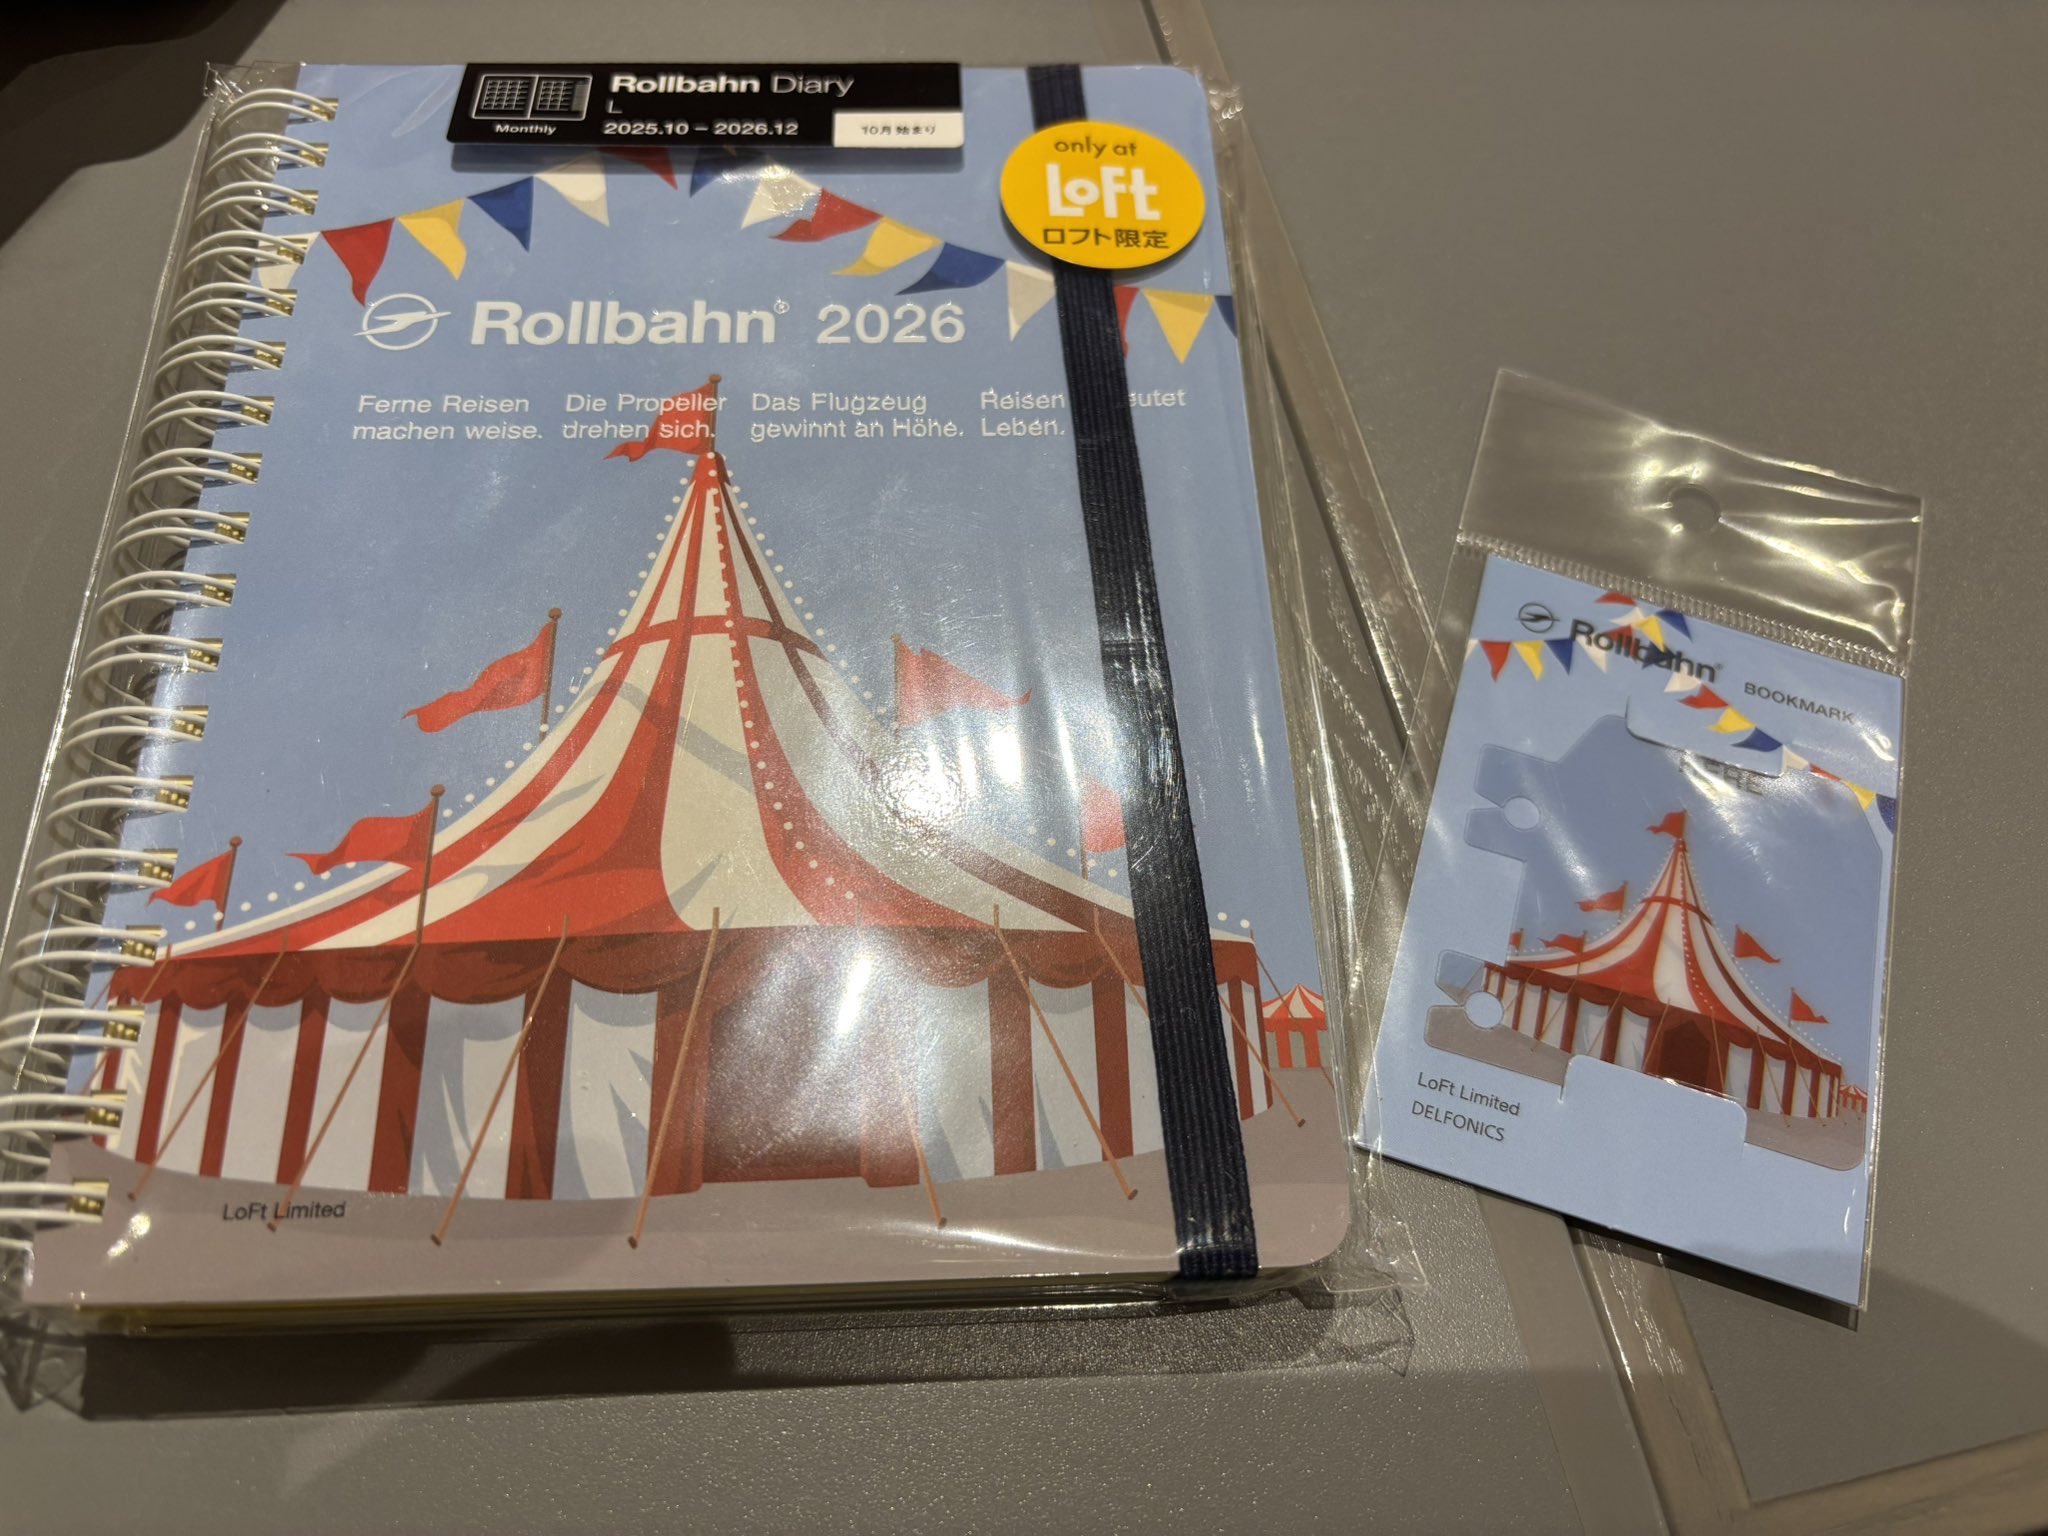 Rollbahn Diary
L
Monthly
2025.10 – 2026.12
10月始まり
only at
LoFt
ロフト限定
Rollbahn® 2026
Ferne Reisen
machen weise.
Die Propeller
drehen sich.
Das Flugzeug
gewinnt an Höhe.
Reisen
eutet
Leben.
LoFt Limited
Rollbahn®
BOOKMARK
LoFt Limited
DELFONICS